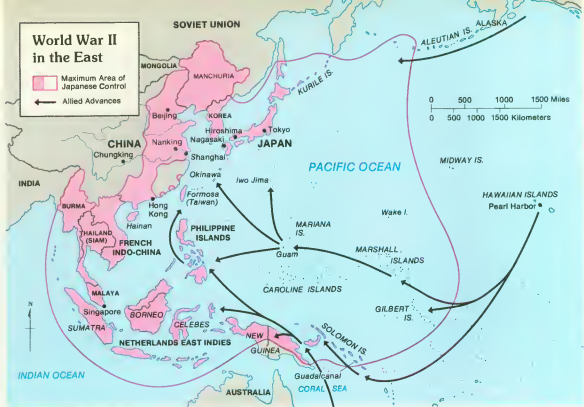 World War II
in the East
Maximum Area of
Japanese Control
Allied Advances
SOVIET UNION
ALASKA
ALEUTIAN IS.
MONGOLIA
MANCHURIA
KURILE IS.
0 500 1000 1500 Miles
0 500 1000 1500 Kilometers
Beijing
KOREA
Hiroshima
Tokyo
Nanking
Nagasaki
CHINA
JAPAN
Chungking
Shanghai
PACIFIC OCEAN
MIDWAY IS.
INDIA
Okinawa
Iwo Jima
HAWAIIAN ISLANDS
Pearl Harbor
BURMA
Formosa
(Taiwan)
Hong
Kong
Wake I.
Hainan
THAILAND
(SIAM)
FRENCH
INDO-CHINA
PHILIPPINE
ISLANDS
MARIANA
IS.
Guam
MARSHALL
ISLANDS
CAROLINE ISLANDS
MALAYA
Singapore
BORNEO
GILBERT
IS.
N
SUMATRA
CELEBES
NEW
GUINEA
SOLOMON IS.
NETHERLANDS EAST INDIES
Guadalcanal
INDIAN OCEAN
AUSTRALIA
CORAL SEA